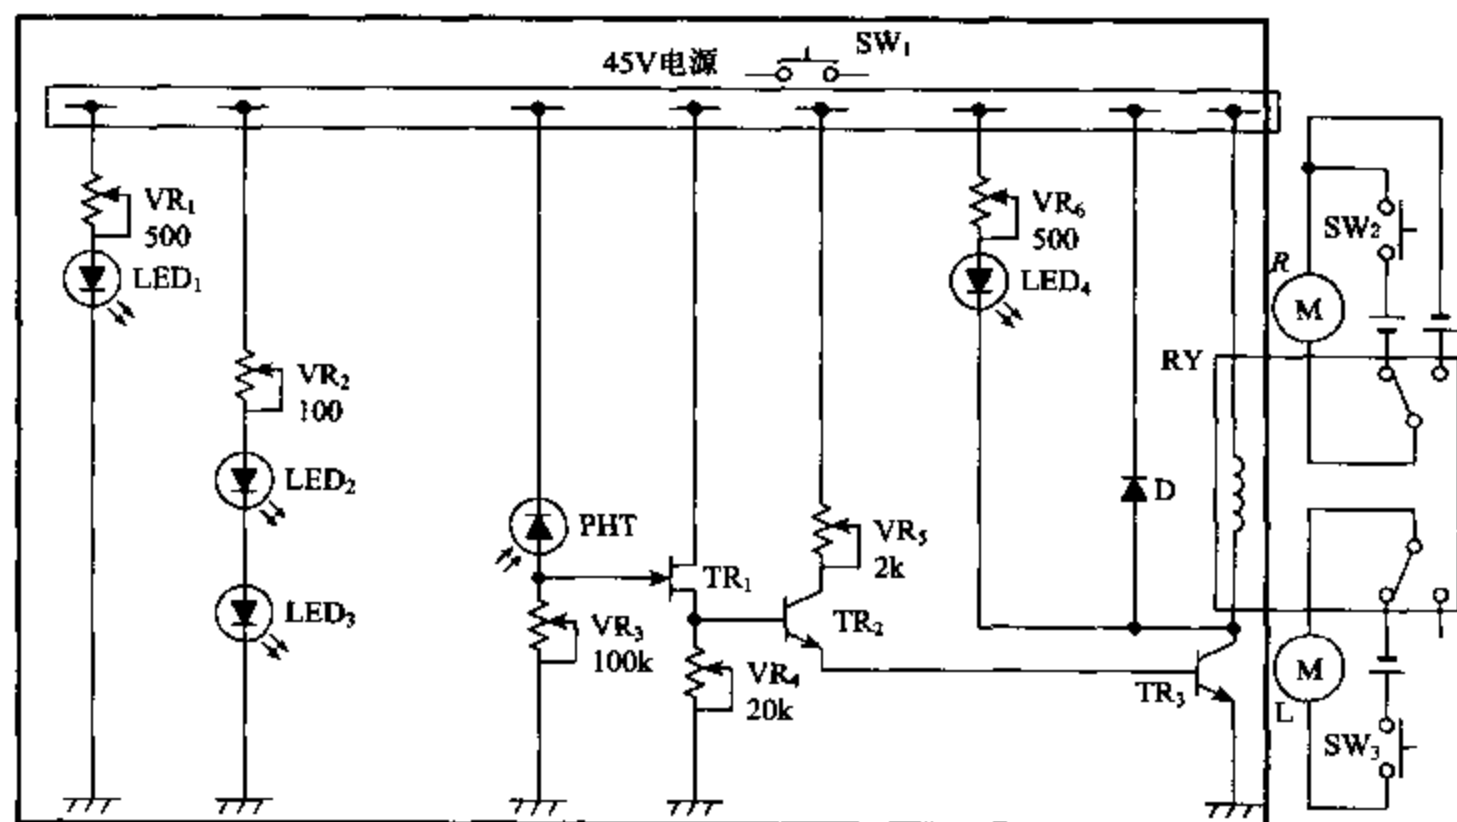 45V电源
SW₁
VR₁
500
LED₁
VR₂
100
LED₂
LED₃
PHT
VR₃
100k
TR₁
VR₄
20k
VR₅
2k
TR₂
VR₆
500
LED₄
D
RY
TR₃
R
M
SW₂
M
L
SW₃